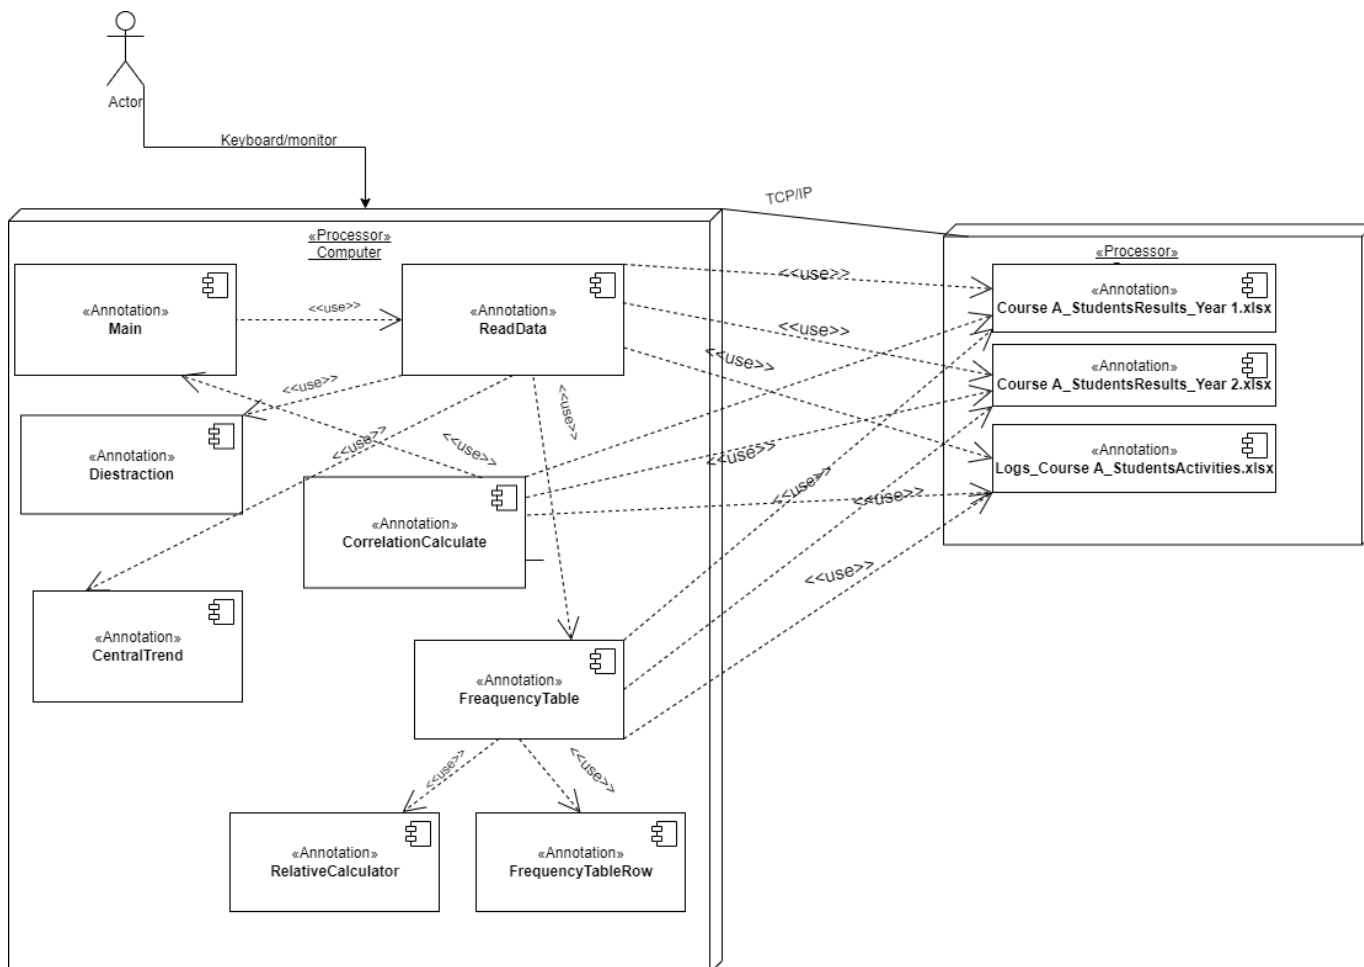 Actor
Keyboard/monitor
TCP/IP
«Processor»
Computer
«Processor»
«Annotation»
Main
<<use>>
«Annotation»
ReadData
<<use>>
«Annotation»
Course A_StudentsResults_Year 1.xlsx
<<use>>
<<use>>
«Annotation»
Course A_StudentsResults_Year 2.xlsx
<<use>>
<<use>>
«Annotation»
Diestraction
<<use>>
<<use>>
<<use>>
«Annotation»
Logs_Course A_StudentsActivities.xlsx
«Annotation»
CorrelationCalculate
<<use>>
<<use>>
<<use>>
«Annotation»
CentralTrend
«Annotation»
FreaquencyTable
<<use>>
<<use>>
«Annotation»
RelativeCalculator
«Annotation»
FrequencyTableRow